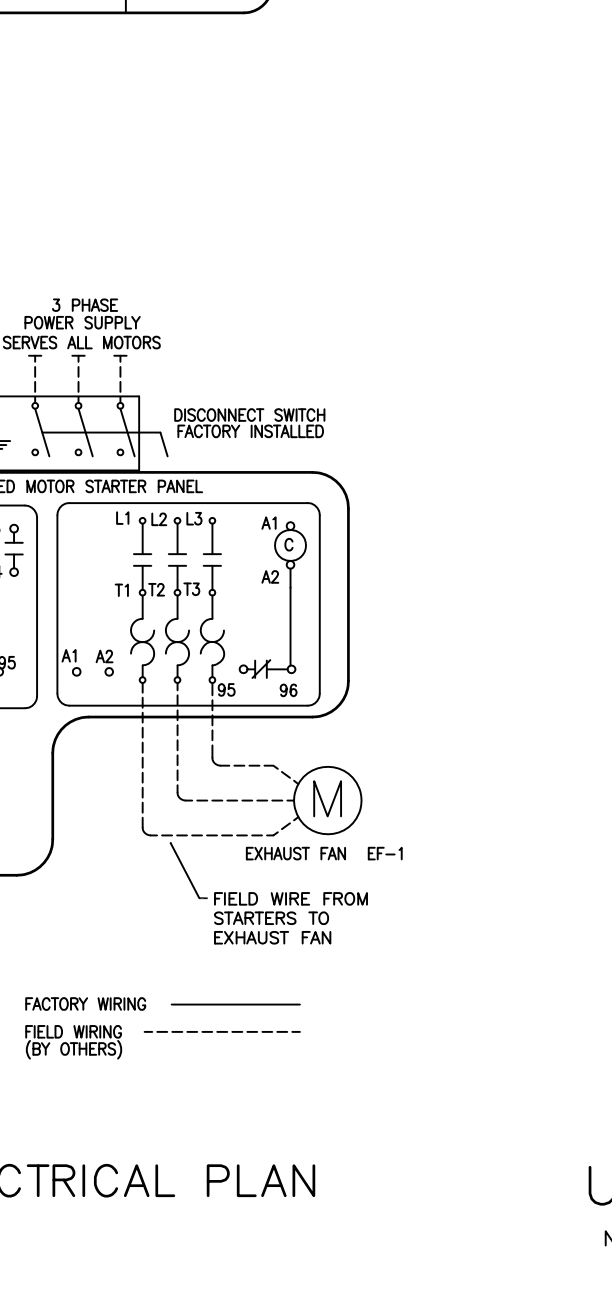 3 PHASE
POWER SUPPLY
SERVES ALL MOTORS
DISCONNECT SWITCH
FACTORY INSTALLED
MOTOR STARTER PANEL
L1 L2 L3
A1
C
A2
T1 T2 T3
95
A1 A2
95
96
M
EXHAUST FAN EF-1
FIELD WIRE FROM
STARTERS TO
EXHAUST FAN
FACTORY WIRING
FIELD WIRING
(BY OTHERS)
PLAN